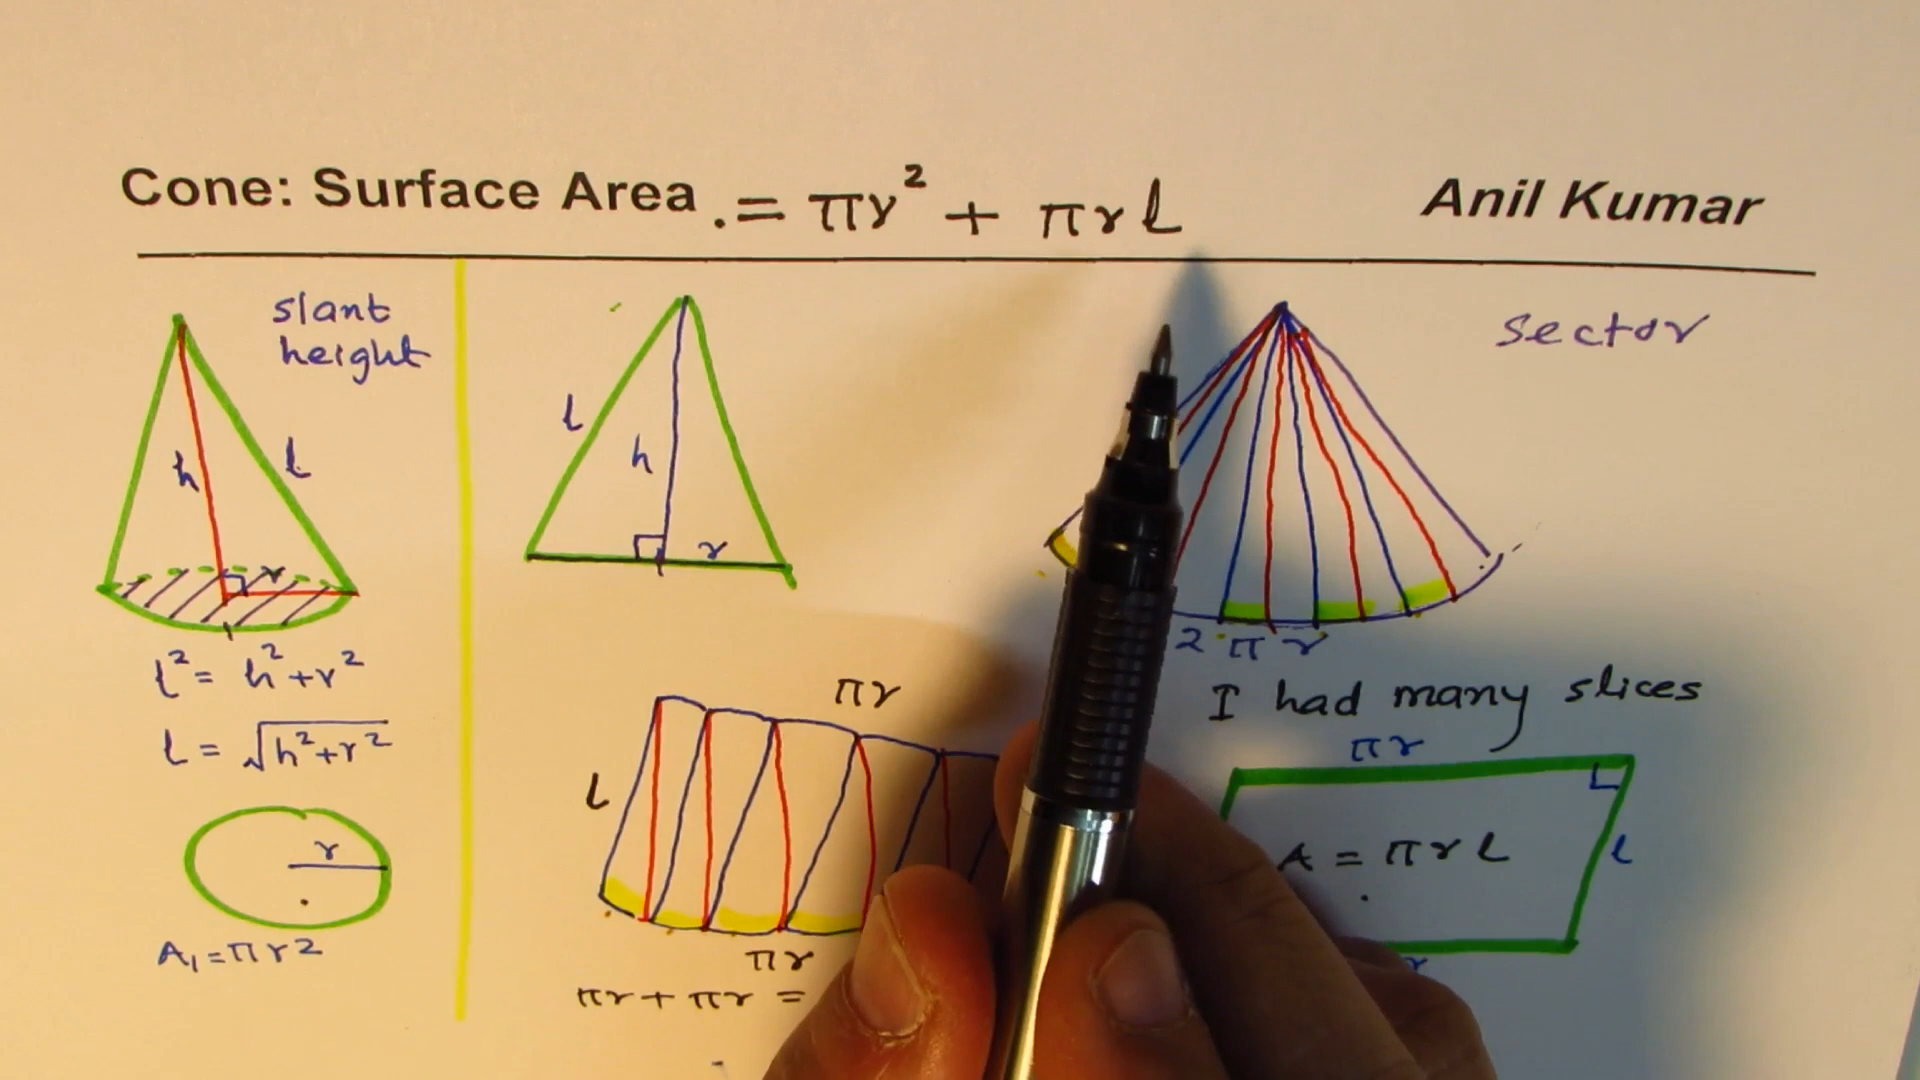 Cone: Surface Area . = πr² + πrl
Anil Kumar
slant
height
h
l
r
l² = h² + r²
l = √h²+r²
r
A₁ = πr2
l
h
r
sector
2πr
πr
l
πr
πr + πr =
I had many slices
πr
A = πrl
l
r